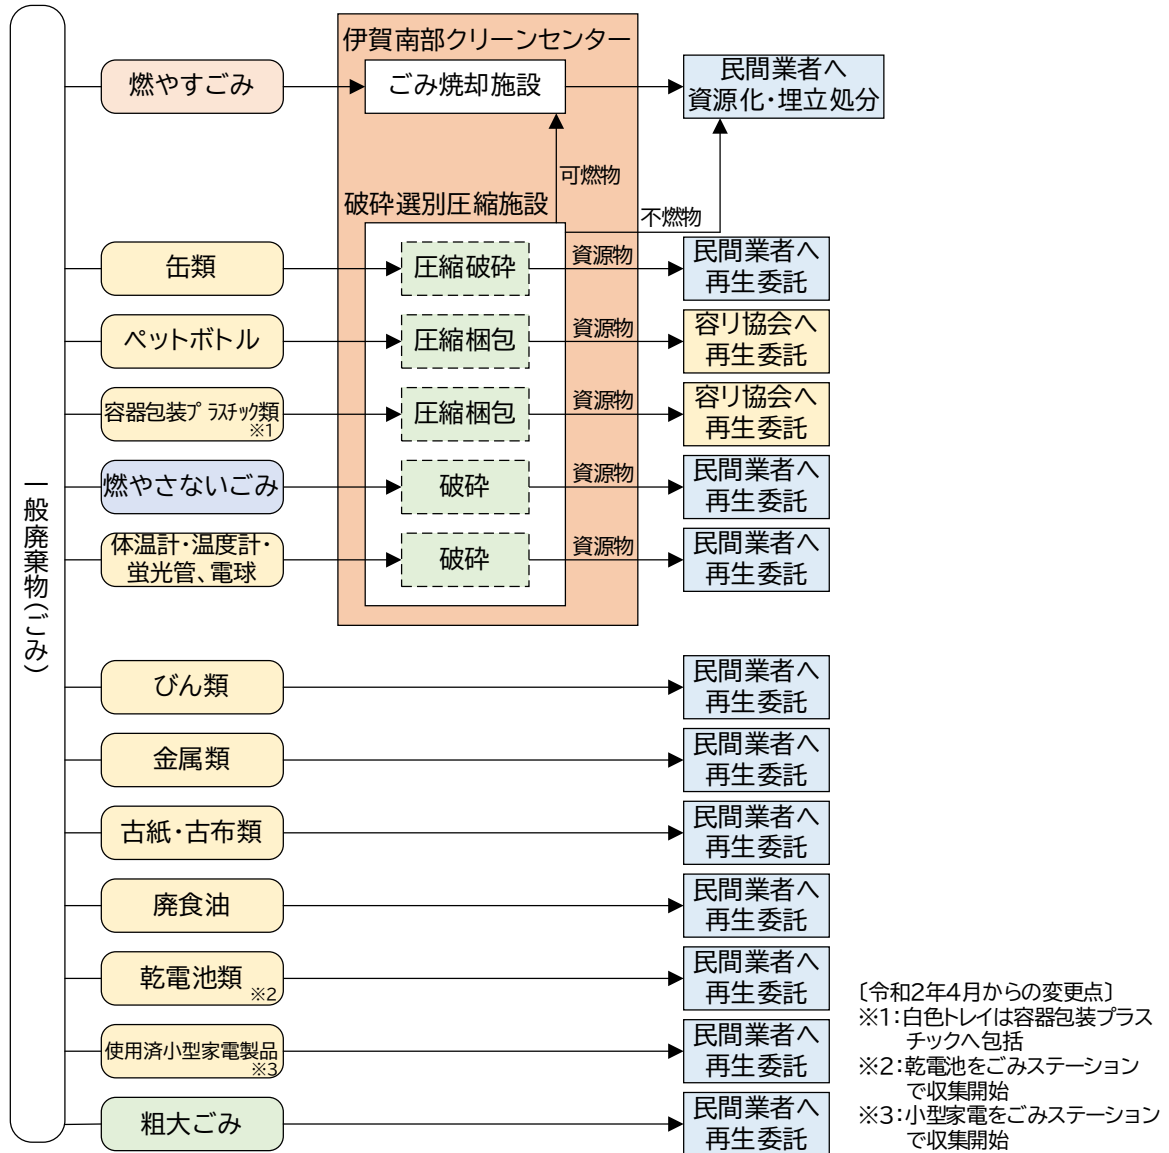 一般廃棄物(ごみ)
伊賀南部クリーンセンター
燃やすごみ
ごみ焼却施設
民間業者へ
資源化・埋立処分
可燃物
破砕選別圧縮施設
不燃物
缶類
圧縮破砕
資源物
民間業者へ
再生委託
ペットボトル
圧縮梱包
資源物
容リ協会へ
再生委託
容器包装プラスチック類
※1
圧縮梱包
資源物
容リ協会へ
再生委託
燃やさないごみ
破砕
資源物
民間業者へ
再生委託
体温計・温度計・
蛍光管、電球
破砕
資源物
民間業者へ
再生委託
びん類
民間業者へ
再生委託
金属類
民間業者へ
再生委託
古紙・古布類
民間業者へ
再生委託
廃食油
民間業者へ
再生委託
乾電池類
※2
民間業者へ
再生委託
使用済小型家電製品
※3
民間業者へ
再生委託
粗大ごみ
民間業者へ
再生委託
〔令和2年4月からの変更点〕
※1:白色トレイは容器包装プラス
チックへ包括
※2:乾電池をごみステーション
で収集開始
※3:小型家電をごみステーション
で収集開始